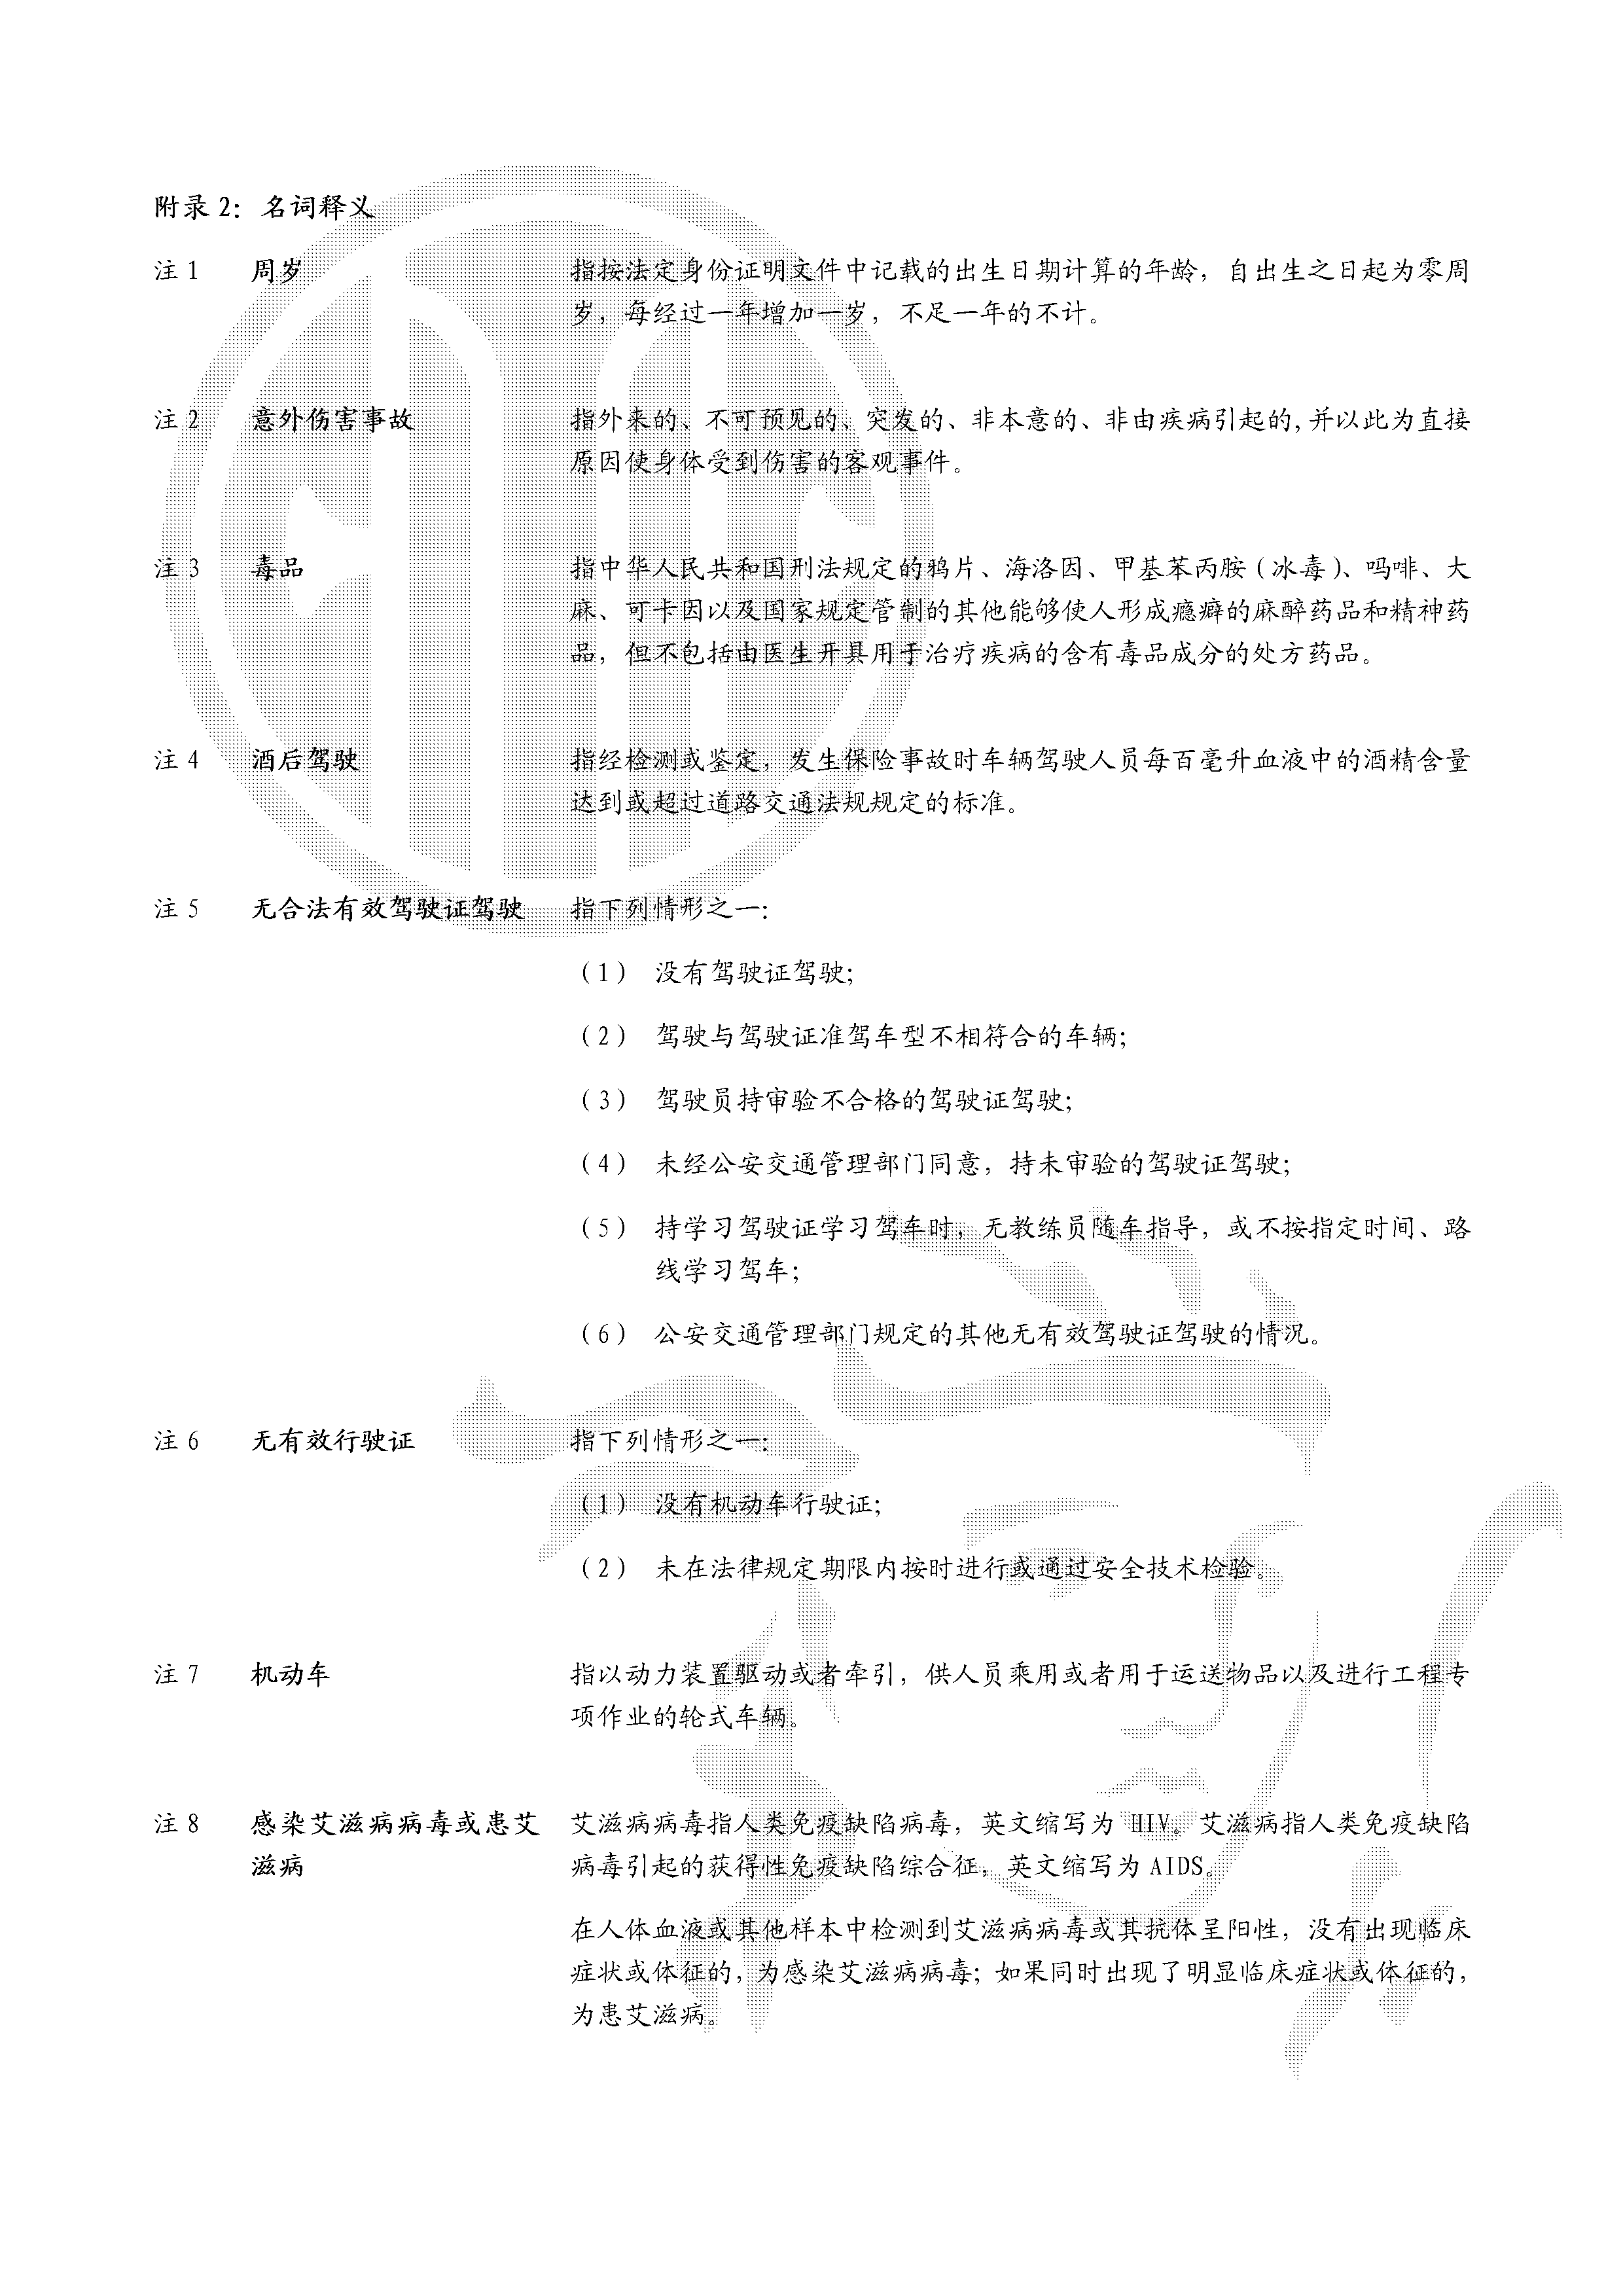 附录 2：名词释义
注 1 周岁 指按法定身份证明文件中记载的出生日期计算的年龄，自出生之日起为零周
岁，每经过一年增加一岁，不足一年的不计。
注 2 意外伤害事故 指外来的、不可预见的、突发的、非本意的、非由疾病引起的,并以此为直接
原因使身体受到伤害的客观事件。
注 3 毒品 指中华人民共和国刑法规定的鸦片、海洛因、甲基苯丙胺（冰毒）、吗啡、大
麻、可卡因以及国家规定管制的其他能够使人形成瘾癖的麻醉药品和精神药
品，但不包括由医生开具用于治疗疾病的含有毒品成分的处方药品。
注 4 酒后驾驶 指经检测或鉴定，发生保险事故时车辆驾驶人员每百毫升血液中的酒精含量
达到或超过道路交通法规规定的标准。
注 5 无合法有效驾驶证驾驶 指下列情形之一：
（1） 没有驾驶证驾驶；
（2） 驾驶与驾驶证准驾车型不相符合的车辆；
（3） 驾驶员持审验不合格的驾驶证驾驶；
（4） 未经公安交通管理部门同意，持未审验的驾驶证驾驶；
（5） 持学习驾驶证学习驾车时，无教练员随车指导，或不按指定时间、路
线学习驾车；
（6） 公安交通管理部门规定的其他无有效驾驶证驾驶的情况。
注 6 无有效行驶证 指下列情形之一：
（1） 没有机动车行驶证；
（2） 未在法律规定期限内按时进行或通过安全技术检验。
注 7 机动车 指以动力装置驱动或者牵引，供人员乘用或者用于运送物品以及进行工程专
项作业的轮式车辆。
注 8 感染艾滋病病毒或患艾 艾滋病病毒指人类免疫缺陷病毒，英文缩写为 HIV。艾滋病指人类免疫缺陷
滋病 病毒引起的获得性免疫缺陷综合征，英文缩写为 AIDS。
在人体血液或其他样本中检测到艾滋病病毒或其抗体呈阳性，没有出现临床
症状或体征的，为感染艾滋病病毒；如果同时出现了明显临床症状或体征的，
为患艾滋病。